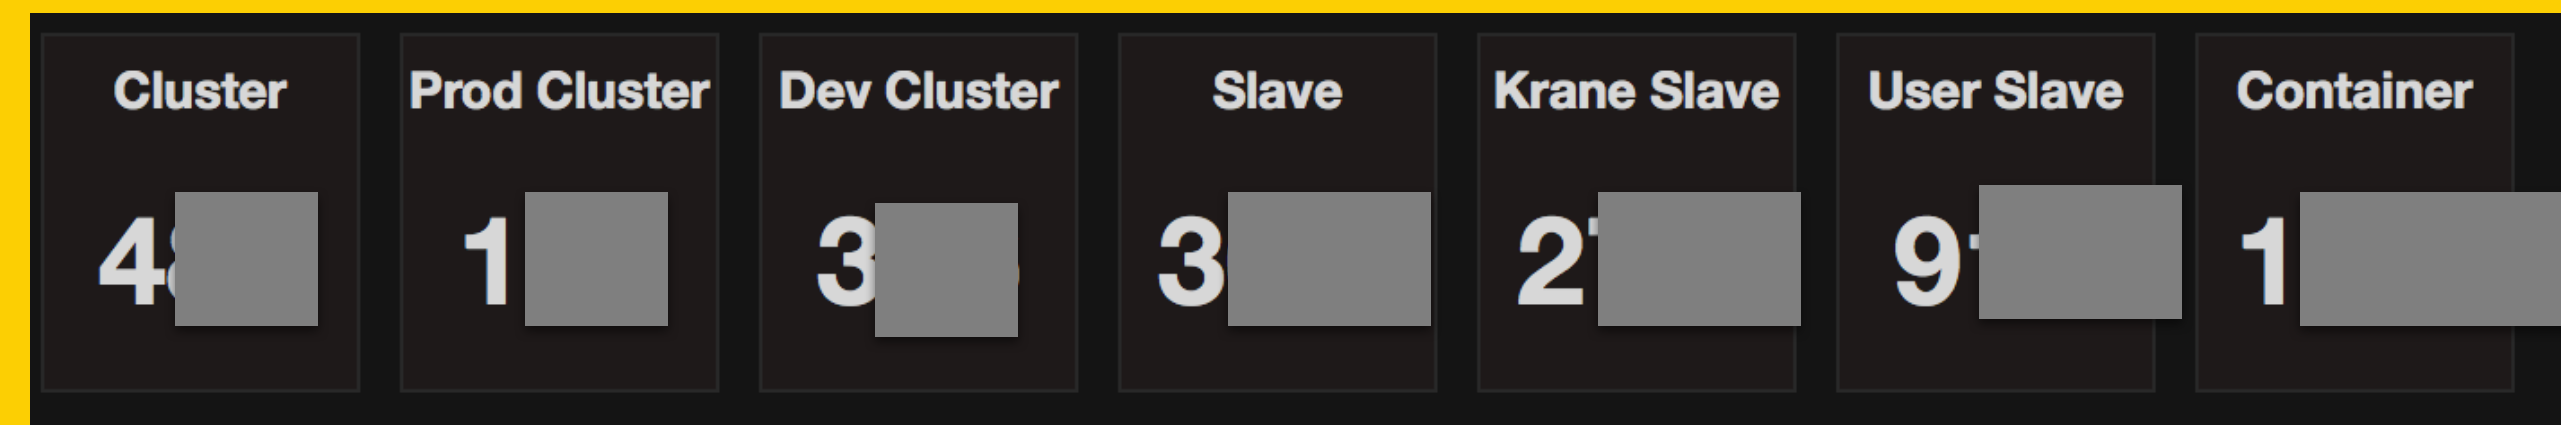 Cluster Prod Cluster Dev Cluster Slave Krane Slave User Slave Container
4 1 3 3 2 9 1